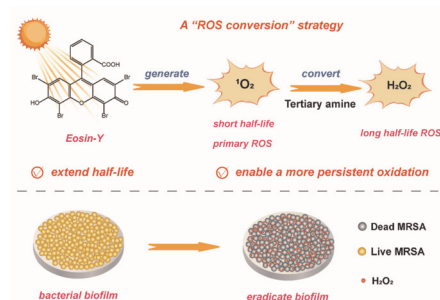 A “ROS conversion” strategy
COOH
Br
Br
HO
O
O
Br
Br
Eosin-Y
generate
¹O₂
short half-life
primary ROS
convert
Tertiary amine
H₂O₂
long half-life ROS
extend half-life
enable a more persistent oxidation
bacterial biofilm
eradicate biofilm
Dead MRSA
Live MRSA
H₂O₂